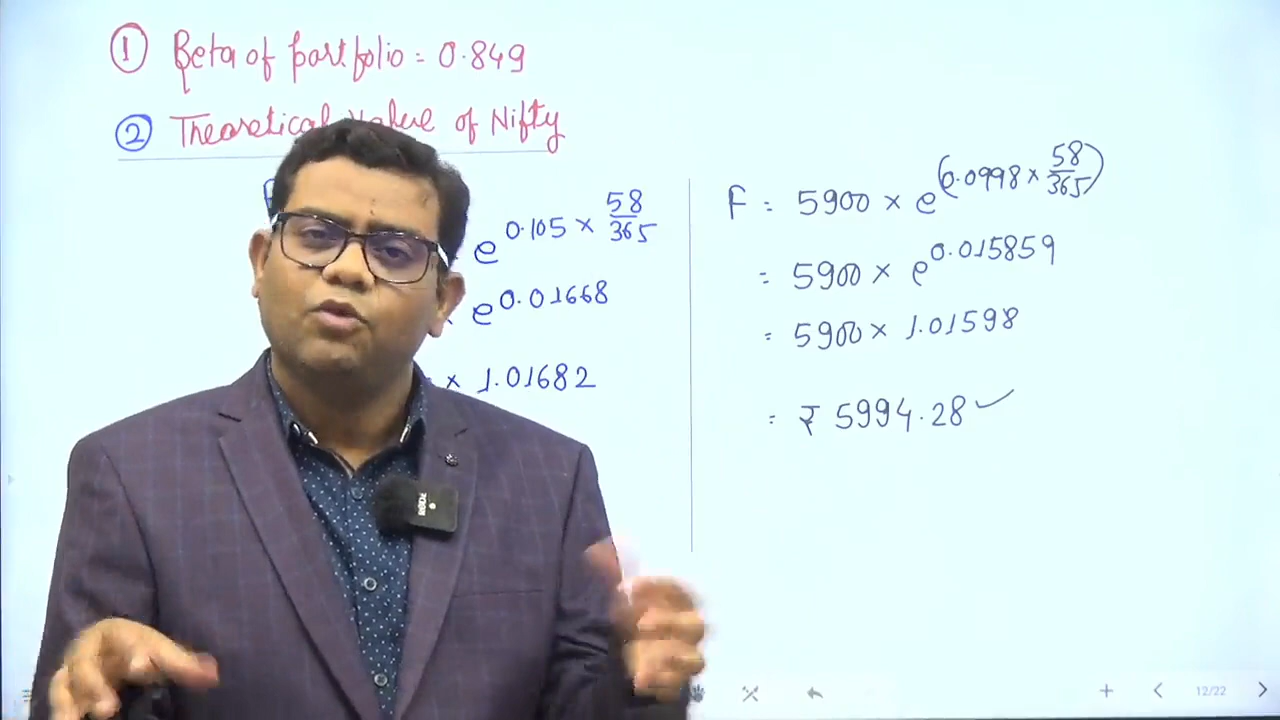 ① Beta of portfolio = 0.849
② Theoretical Value of Nifty
e^0.105 × 58/365
e^0.01668
× 1.01682
F = 5900 × e^(0.0998 × 58/365)
= 5900 × e^0.015859
= 5900 × 1.01598
= ₹ 5994.28 ✓
12/22